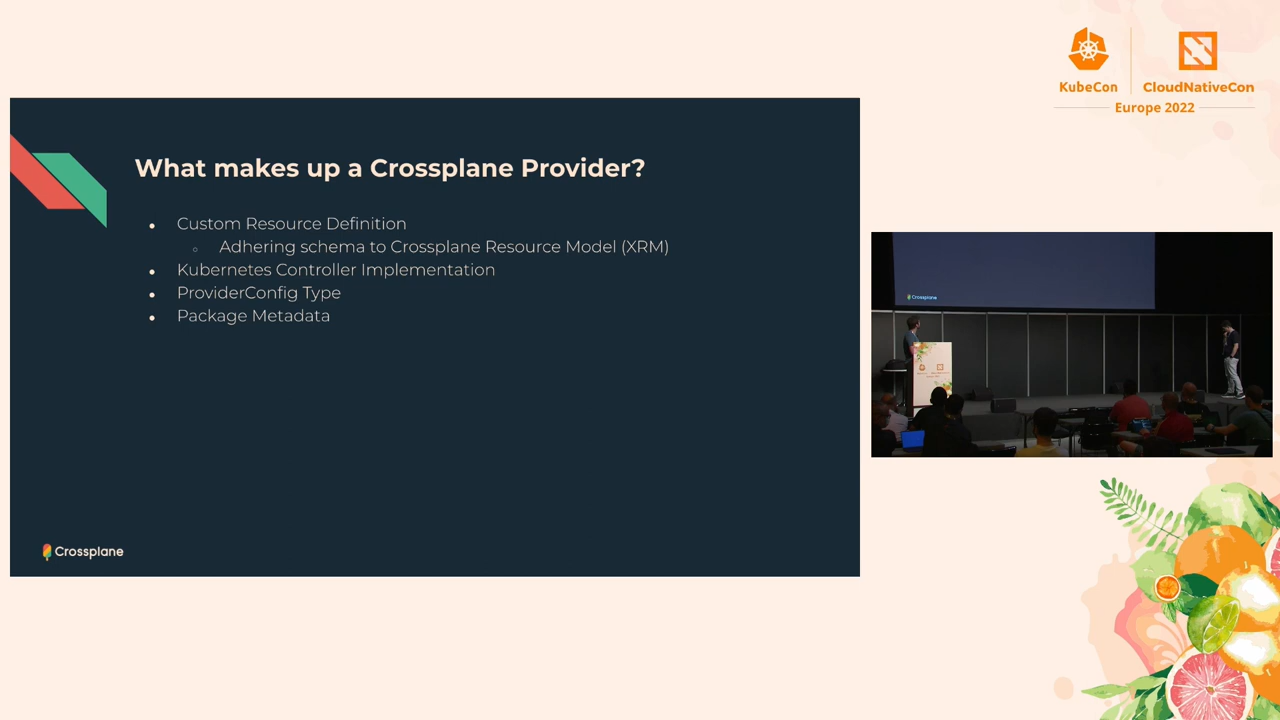 KubeCon
CloudNativeCon
Europe 2022
What makes up a Crossplane Provider?
• Custom Resource Definition
○ Adhering schema to Crossplane Resource Model (XRM)
• Kubernetes Controller Implementation
• ProviderConfig Type
• Package Metadata
Crossplane
Crossplane